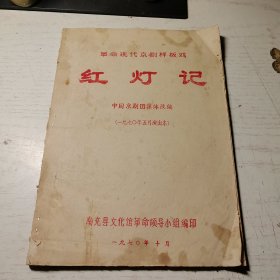 革命现代京剧样板戏
红灯记
中国京剧团集体改编
（一九七〇年五月演出本）
南充县文化馆革命领导小组编印
一九七〇年十月